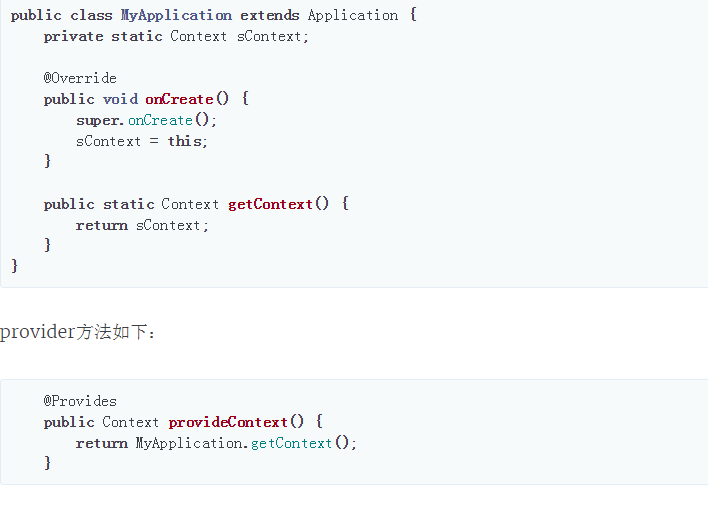 public class MyApplication extends Application {
    private static Context sContext;

    @Override
    public void onCreate() {
        super.onCreate();
        sContext = this;
    }

    public static Context getContext() {
        return sContext;
    }
}

provider方法如下：

    @Provides
    public Context provideContext() {
        return MyApplication.getContext();
    }